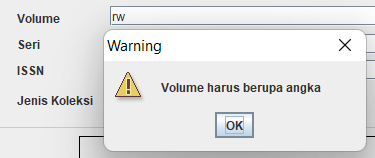 Volume rw
Seri
Warning
ISSN
Volume harus berupa angka
Jenis Koleksi
OK